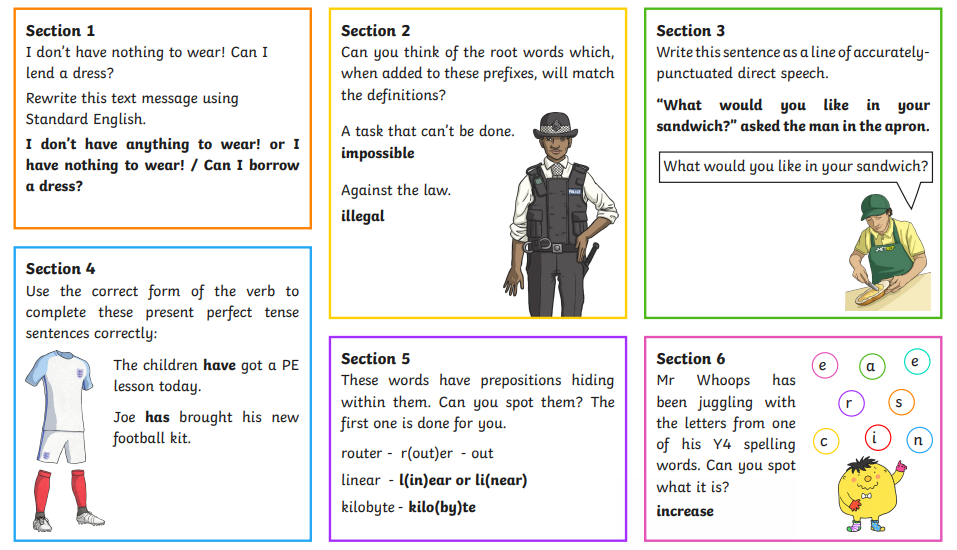 Section 1
I don't have nothing to wear! Can I
lend a dress?
Rewrite this text message using
Standard English.
I don't have anything to wear! or I
have nothing to wear! / Can I borrow
a dress?
Section 2
Can you think of the root words which,
when added to these prefixes, will match
the definitions?
A task that can't be done.
impossible
Against the law.
illegal
POLICE
Section 3
Write this sentence as a line of accurately-
punctuated direct speech.
"What would you like in your
sandwich?" asked the man in the apron.
What would you like in your sandwich?
Section 4
Use the correct form of the verb to
complete these present perfect tense
sentences correctly:
The children have got a PE
lesson today.
Joe has brought his new
football kit.
Section 5
These words have prepositions hiding
within them. Can you spot them? The
first one is done for you.
router - r(out)er - out
linear - l(in)ear or li(near)
kilobyte - kilo(by)te
Section 6
Mr Whoops has
been juggling with
the letters from one
of his Y4 spelling
words. Can you spot
what it is?
increase
e a e
r s
c i n